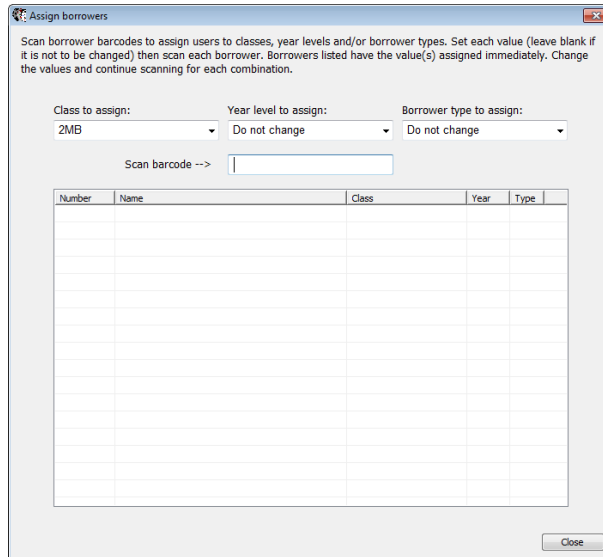 Assign borrowers
Scan borrower barcodes to assign users to classes, year levels and/or borrower types. Set each value (leave blank if
it is not to be changed) then scan each borrower. Borrowers listed have the value(s) assigned immediately. Change
the values and continue scanning for each combination.
Class to assign: Year level to assign: Borrower type to assign:
2MB Do not change Do not change
Scan barcode -->
Number Name Class Year Type
Close